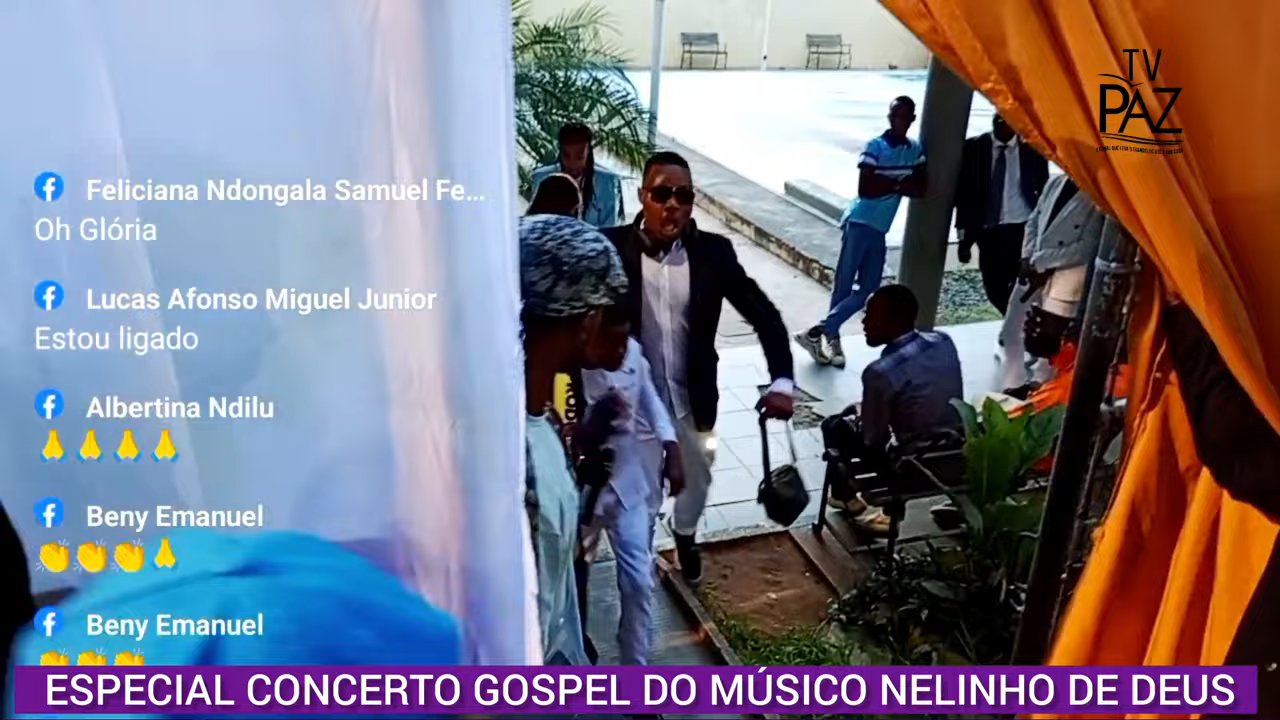 TV
PAZ
Feliciana Ndongala Samuel Fe...
Oh Glória
Lucas Afonso Miguel Junior
Estou ligado
Albertina Ndilu
🙏🙏🙏🙏
Beny Emanuel
👏👏👏🙏
Beny Emanuel
👏👏👏
ESPECIAL CONCERTO GOSPEL DO MÚSICO NELINHO DE DEUS